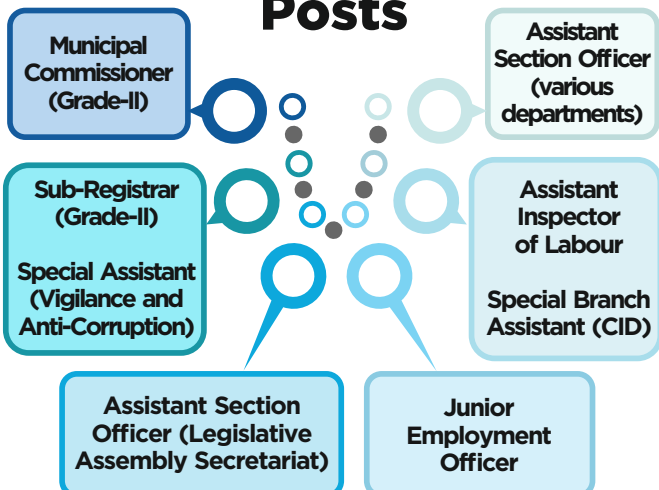 Posts
Municipal
Commissioner
(Grade-II)
Assistant
Section Officer
(various
departments)
Sub-Registrar
(Grade-II)
Special Assistant
(Vigilance and
Anti-Corruption)
Assistant
Inspector
of Labour
Special Branch
Assistant (CID)
Assistant Section
Officer (Legislative
Assembly Secretariat)
Junior
Employment
Officer